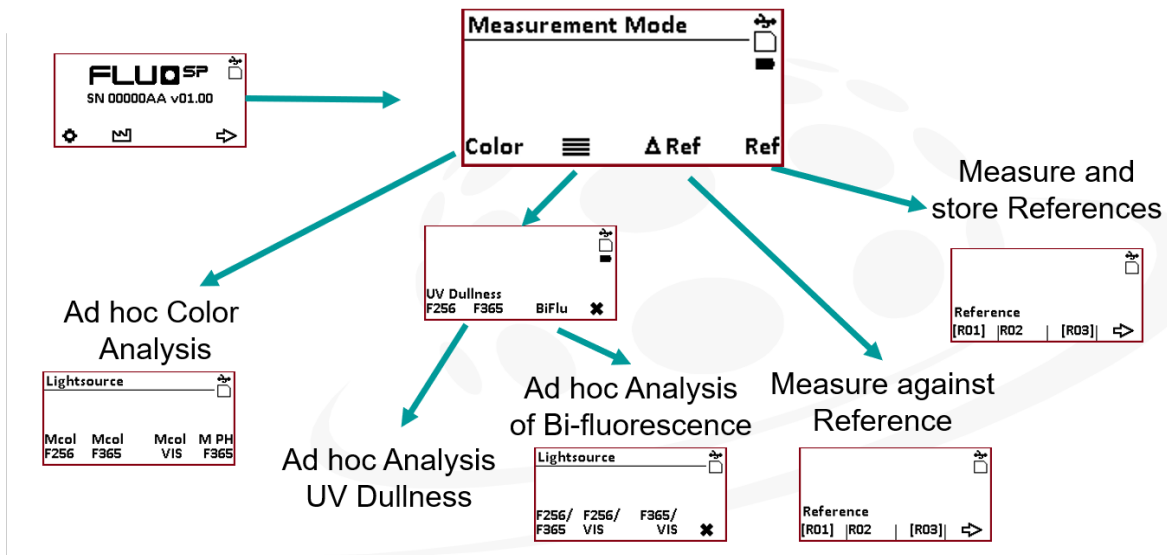 FLUO SP
SN 00000AA v01.00
Measurement Mode
Color
Δ Ref
Ref
Measure and
store References
Reference
[R01] |R02 | [R03]|
UV Dullness
F256 F365 BiFlu ✖
Ad hoc Color
Analysis
Lightsource
Mcol Mcol Mcol M PH
F256 F365 VIS F365
Ad hoc Analysis
UV Dullness
Ad hoc Analysis
of Bi-fluorescence
Lightsource
F256/ F256/ F365/
F365 VIS VIS ✖
Measure against
Reference
Reference
[R01] |R02 | [R03]|